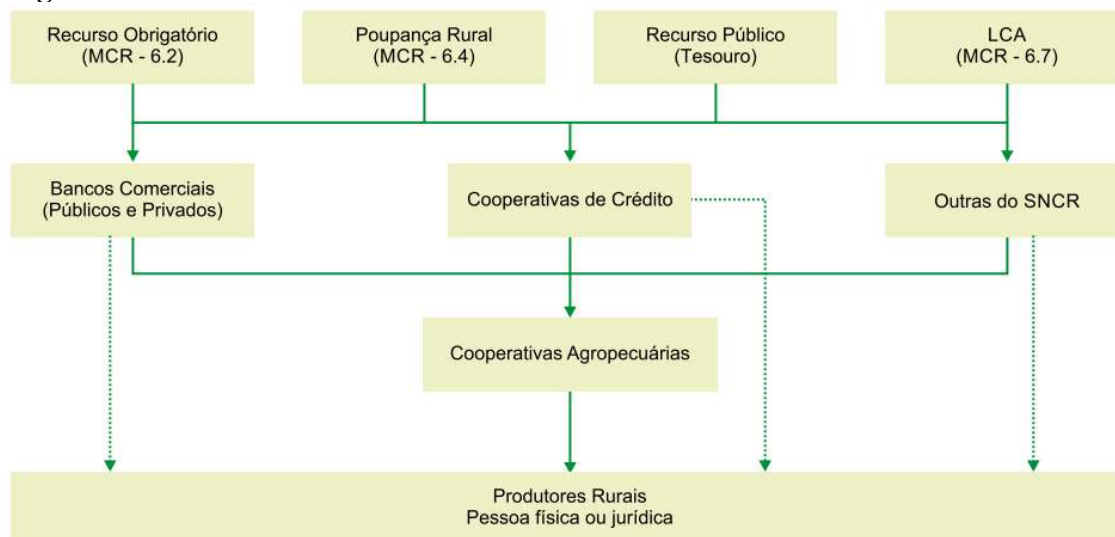 Recurso Obrigatório
(MCR - 6.2)
Poupança Rural
(MCR - 6.4)
Recurso Público
(Tesouro)
LCA
(MCR - 6.7)
Bancos Comerciais
(Públicos e Privados)
Cooperativas de Crédito
Outras do SNCR
Cooperativas Agropecuárias
Produtores Rurais
Pessoa física ou jurídica